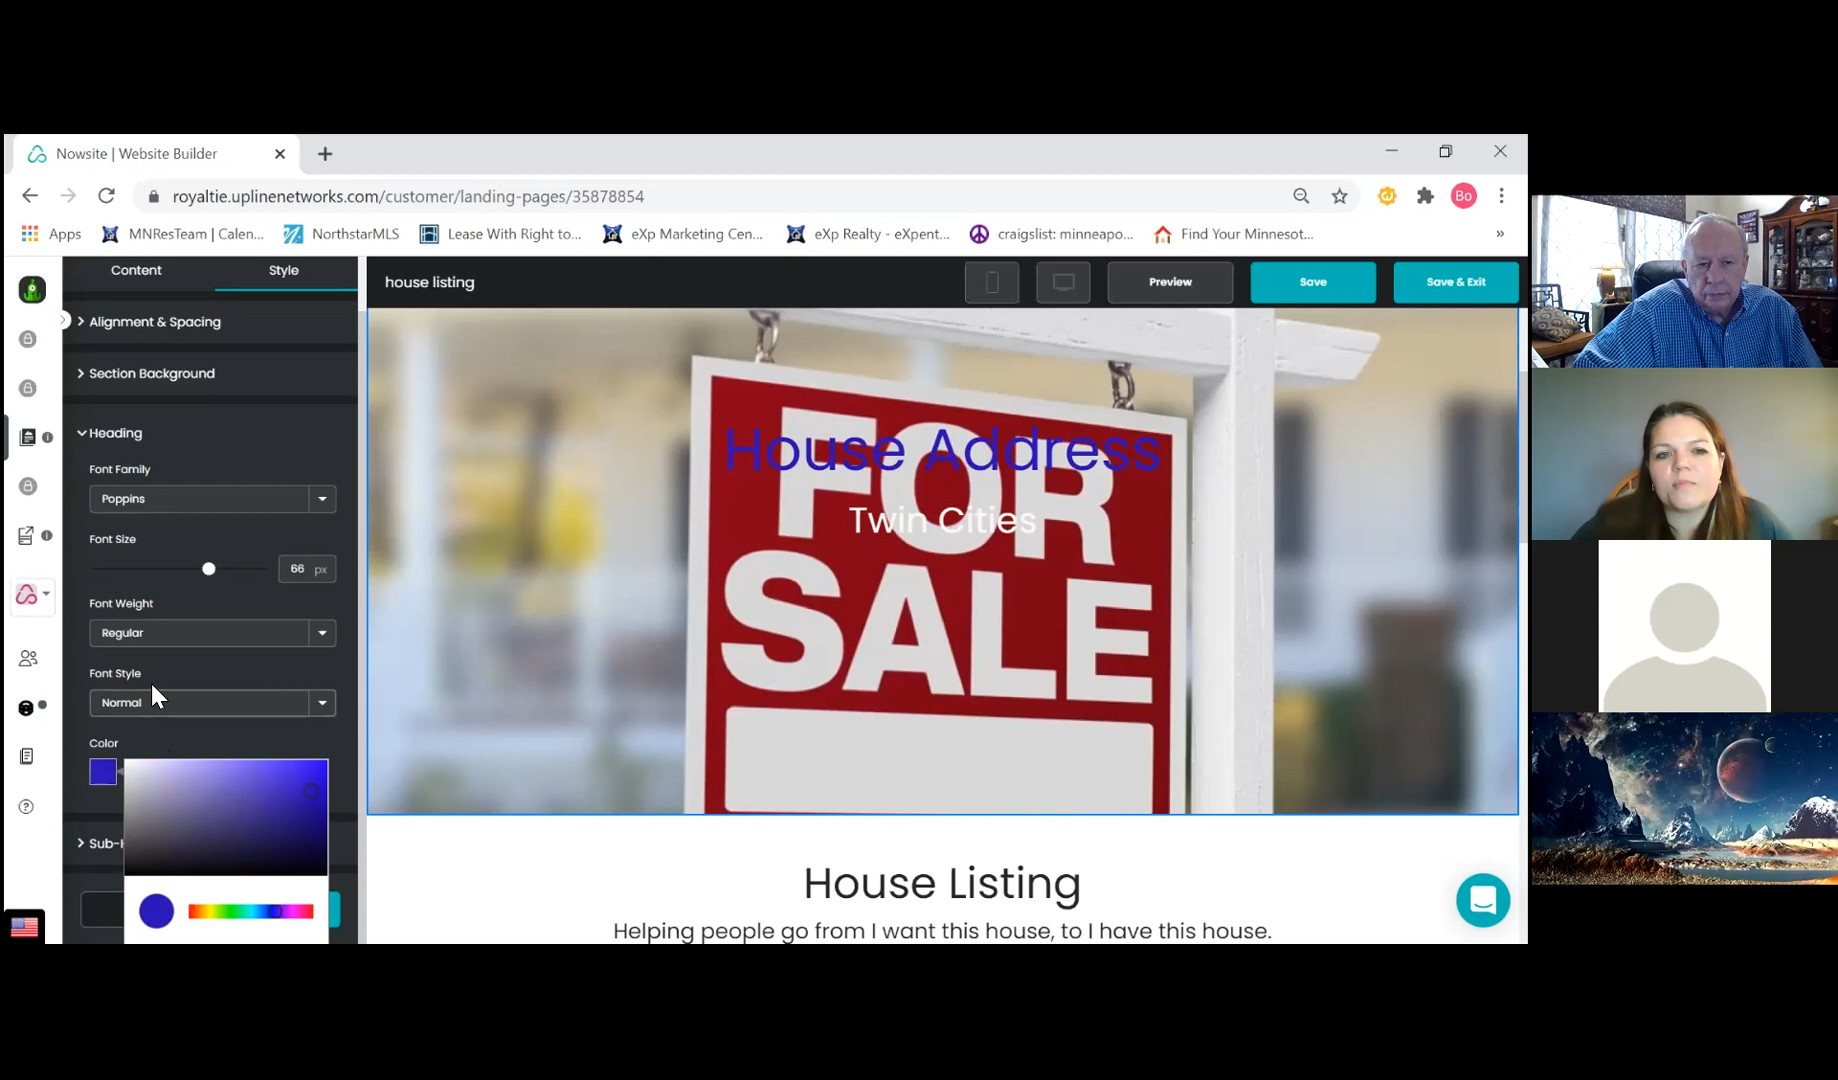 Nowsite | Website Builder
royaltie.uplinenetworks.com/customer/landing-pages/35878854
Bo
Apps
MNResTeam | Calen...
NorthstarMLS
Lease With Right to...
eXp Marketing Cen...
eXp Realty - eXpent...
craigslist: minneapo...
Find Your Minnesot...
»
Content
Style
house listing
Preview
Save
Save & Exit
Alignment & Spacing
Section Background
Heading
Font Family
Poppins
Font Size
66 px
Font Weight
Regular
Font Style
Normal
Color
Sub-H
House Address
Twin Cities
FOR
SALE
House Listing
Helping people go from I want this house, to I have this house.